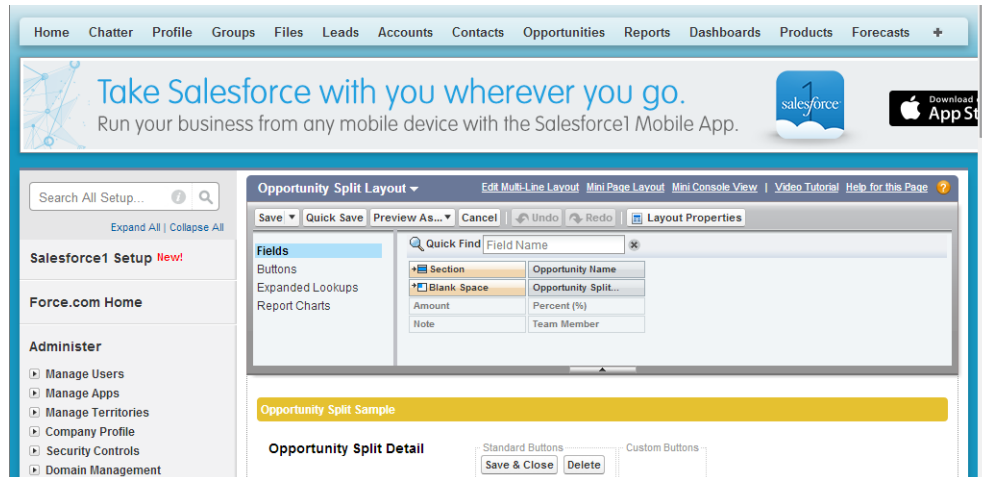 Home Chatter Profile Groups Files Leads Accounts Contacts Opportunities Reports Dashboards Products Forecasts +
Take Salesforce with you wherever you go.
Run your business from any mobile device with the Salesforce1 Mobile App.
1
salesforce
Download
App St
Search All Setup...
Expand All | Collapse All
Salesforce1 Setup New!
Force.com Home
Administer
Manage Users
Manage Apps
Manage Territories
Company Profile
Security Controls
Domain Management
Opportunity Split Layout
Edit Multi-Line Layout Mini Page Layout Mini Console View | Video Tutorial Help for this Page ?
Save Quick Save Preview As... Cancel Undo Redo Layout Properties
Fields
Buttons
Expanded Lookups
Report Charts
Quick Find Field Name
Section Opportunity Name
Blank Space Opportunity Split...
Amount Percent (%)
Note Team Member
Opportunity Split Sample
Opportunity Split Detail
Standard Buttons
Save & Close Delete
Custom Buttons